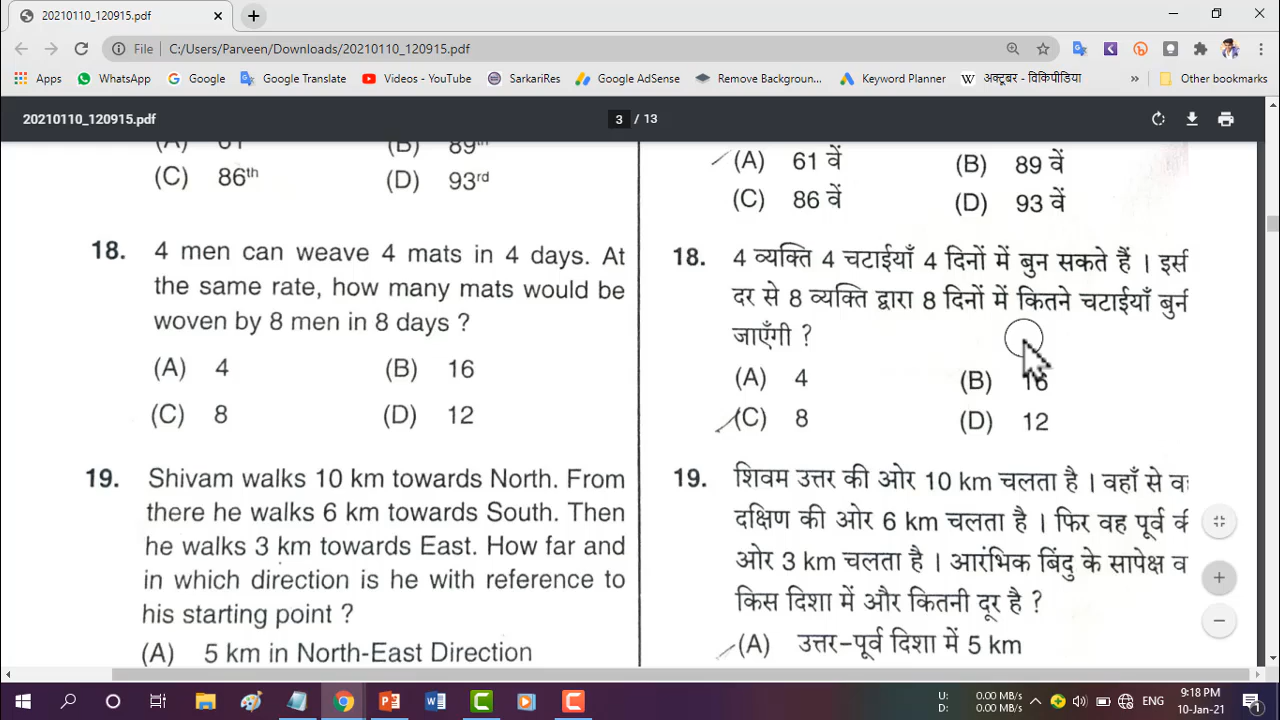 20210110_120915.pdf
File
C:/Users/Parveen/Downloads/20210110_120915.pdf
Apps
WhatsApp
Google
Google Translate
Videos - YouTube
SarkariRes
Google AdSense
Remove Backgroun...
Keyword Planner
अक्टूबर - विकिपीडिया
»
Other bookmarks
20210110_120915.pdf
3 / 13
(A) 61 (B) 89th
(C) 86th (D) 93rd
18. 4 men can weave 4 mats in 4 days. At
the same rate, how many mats would be
woven by 8 men in 8 days ?
(A) 4 (B) 16
(C) 8 (D) 12
19. Shivam walks 10 km towards North. From
there he walks 6 km towards South. Then
he walks 3 km towards East. How far and
in which direction is he with reference to
his starting point ?
(A) 5 km in North-East Direction
(A) 61 वें (B) 89 वें
(C) 86 वें (D) 93 वें
18. 4 व्यक्ति 4 चटाईयाँ 4 दिनों में बुन सकते हैं । इसी
दर से 8 व्यक्ति द्वारा 8 दिनों में कितने चटाईयाँ बुनी
जाएँगी ?
(A) 4 (B) 16
(C) 8 (D) 12
19. शिवम उत्तर की ओर 10 km चलता है । वहाँ से
दक्षिण की ओर 6 km चलता है । फिर वह पूर्व की
ओर 3 km चलता है । आरंभिक बिंदु के सापेक्ष
किस दिशा में और कितनी दूर है ?
(A) उत्तर-पूर्व दिशा में 5 km
U: 0.00 MB/s
D: 0.00 MB/s
ENG
9:18 PM
10-Jan-21